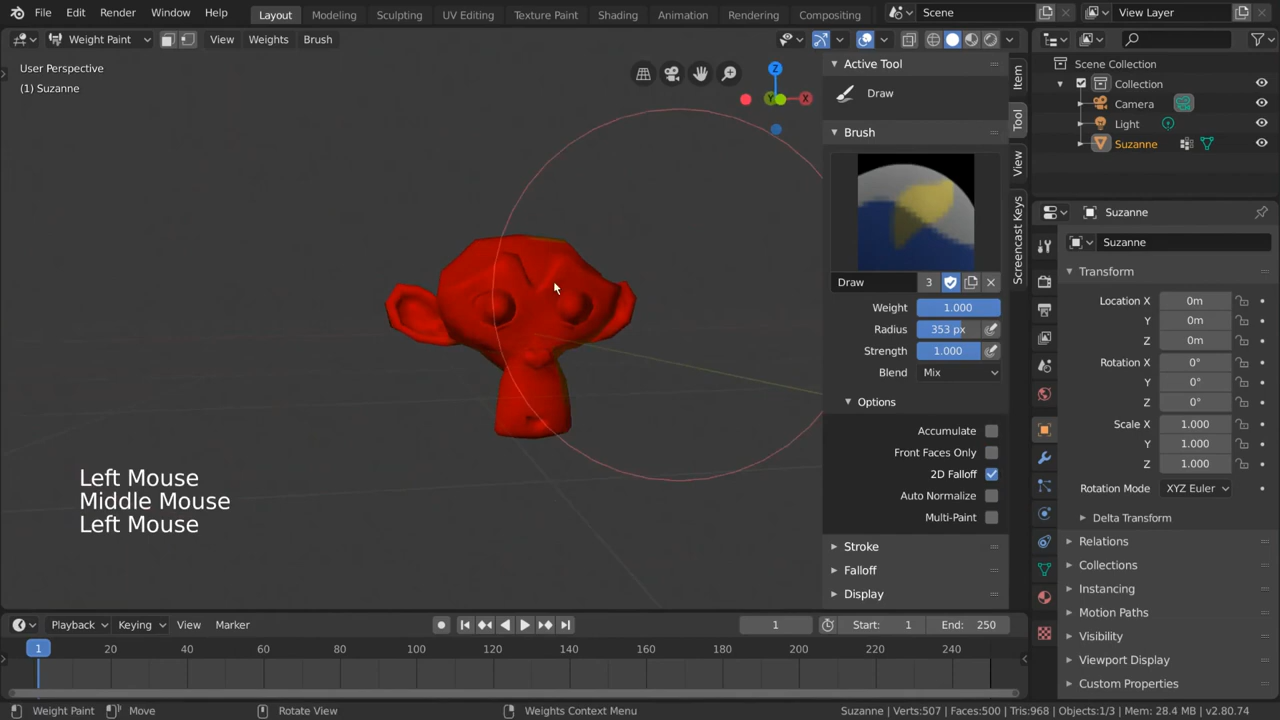 File Edit Render Window Help
Layout Modeling Sculpting UV Editing Texture Paint Shading Animation Rendering Compositing
Scene
View Layer
Weight Paint
View Weights Brush
User Perspective
(1) Suzanne
Z
Y
X
Left Mouse
Middle Mouse
Left Mouse
Active Tool
Draw
Brush
Draw
3
Weight 1.000
Radius 353 px
Strength 1.000
Blend Mix
Options
Accumulate
Front Faces Only
2D Falloff
Auto Normalize
Multi-Paint
Stroke
Falloff
Display
Item
Tool
View
Screencast Keys
Scene Collection
Collection
Camera
Light
Suzanne
Suzanne
Suzanne
Transform
Location X 0m
Y 0m
Z 0m
Rotation X 0°
Y 0°
Z 0°
Scale X 1.000
Y 1.000
Z 1.000
Rotation Mode XYZ Euler
Delta Transform
Relations
Collections
Instancing
Motion Paths
Visibility
Viewport Display
Custom Properties
Playback Keying View Marker
1
Start: 1
End: 250
1 20 40 60 80 100 120 140 160 180 200 220 240
Weight Paint
Move
Rotate View
Weights Context Menu
Suzanne | Verts:507 | Faces:500 | Tris:968 | Objects:1/3 | Mem: 28.4 MB | v2.80.74